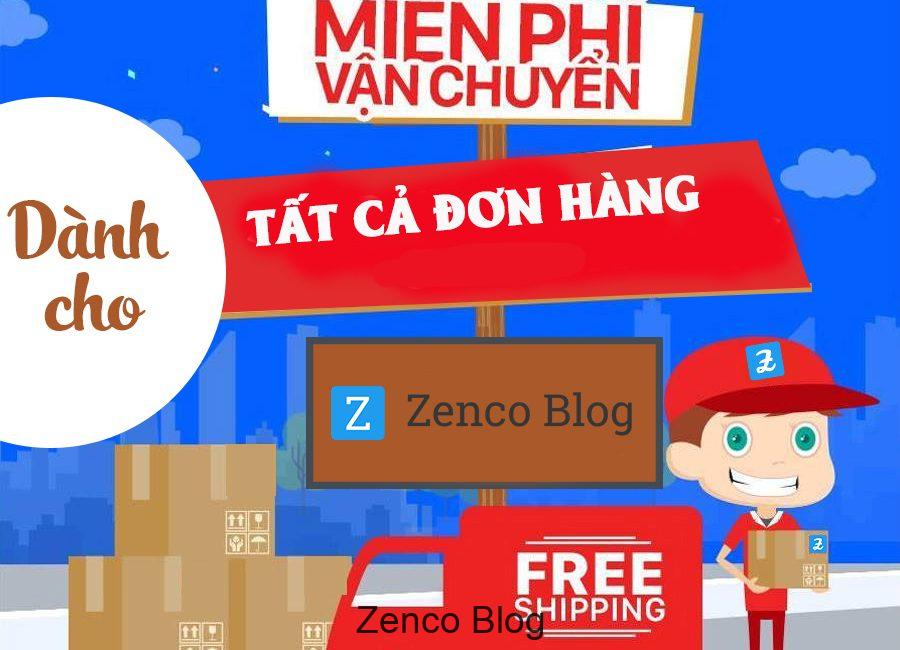 MIỄN PHÍ
VẬN CHUYỂN
Dành
cho
TẤT CẢ ĐƠN HÀNG
Z Zenco Blog
Z
Z
FREE
SHIPPING
Zenco Blog